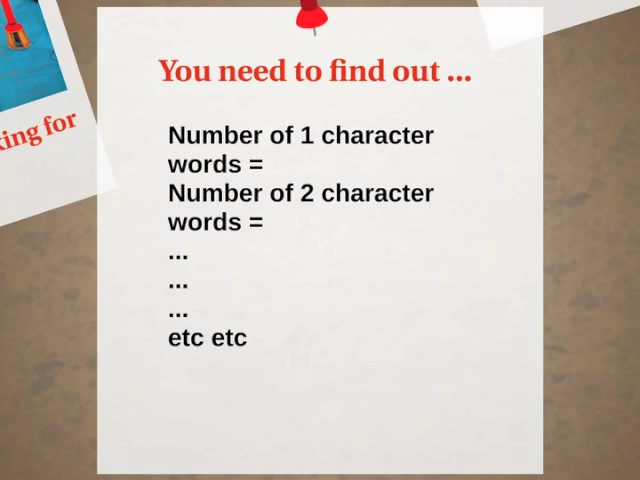 You need to find out ...
king for
Number of 1 character
words =
Number of 2 character
words =
...
...
...
etc etc